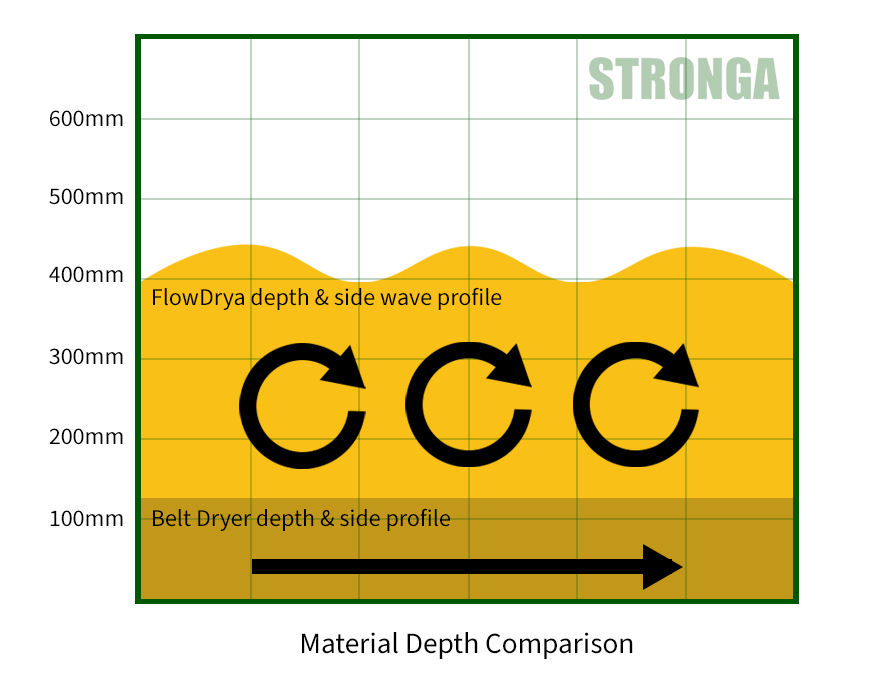 STRONGA
600mm
500mm
400mm
FlowDrya depth & side wave profile
300mm
200mm
100mm
Belt Dryer depth & side profile
Material Depth Comparison